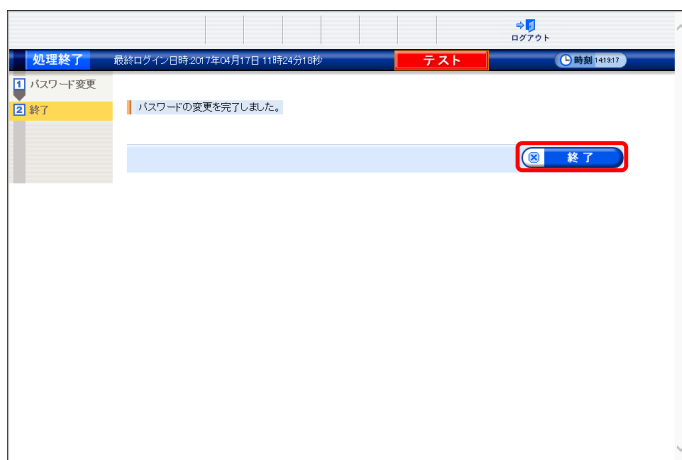 ログアウト
処理終了 最終ログイン日時:2017年04月17日 11時24分18秒 テスト 時刻 14:19:17
1 パスワード変更
2 終了
パスワードの変更を完了しました。
終了